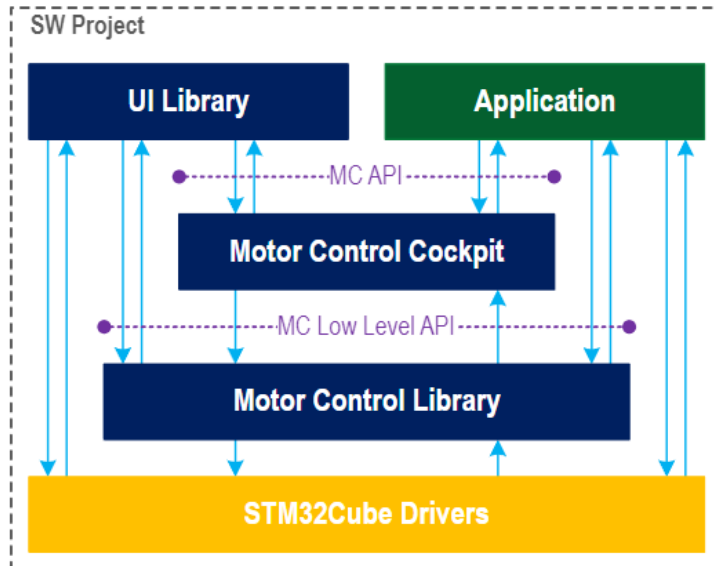 SW Project
UI Library
Application
MC API
Motor Control Cockpit
MC Low Level API
Motor Control Library
STM32Cube Drivers